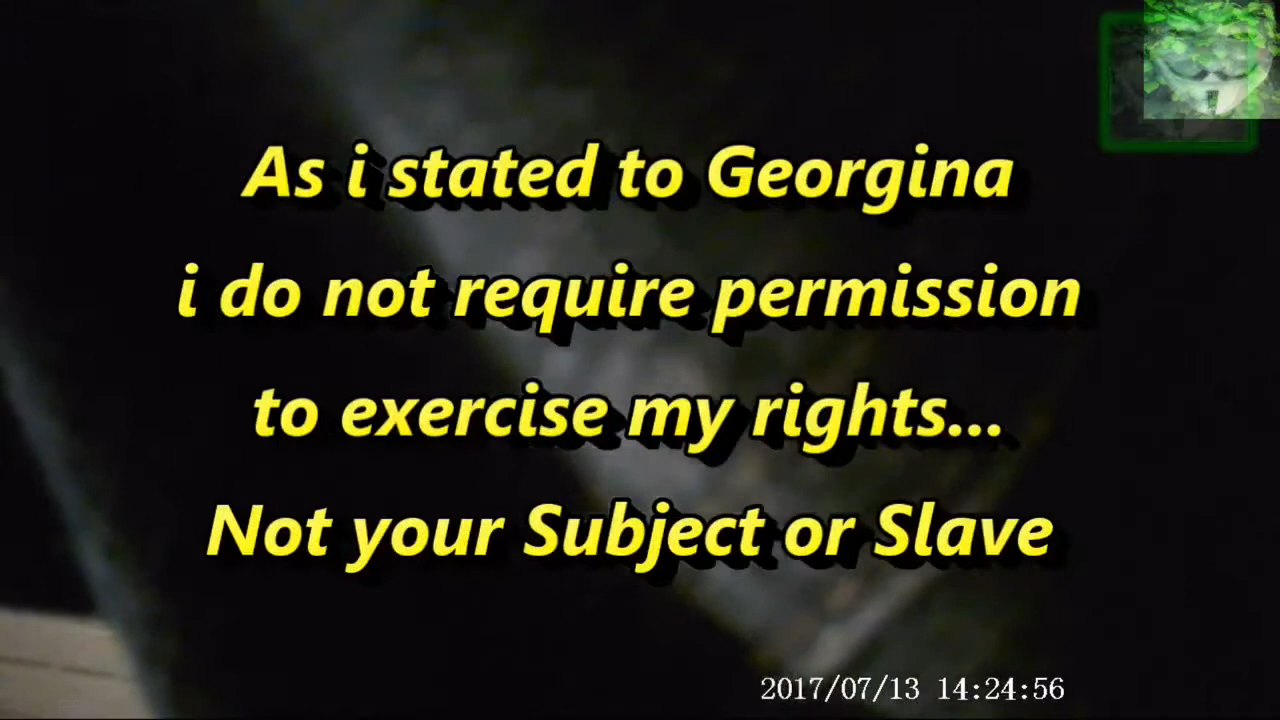 As i stated to Georgina
i do not require permission
to exercise my rights...
Not your Subject or Slave
2017/07/13 14:24:56